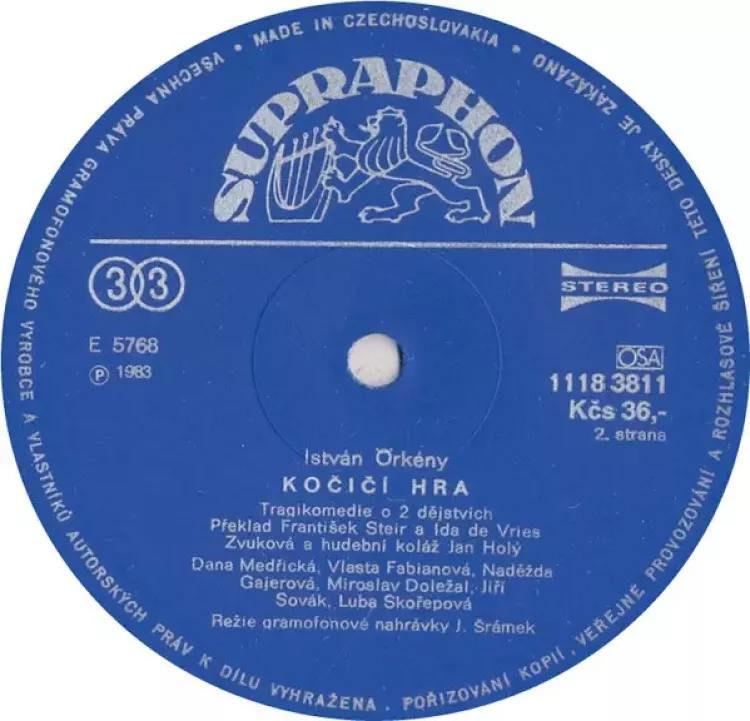 • MADE IN CZECHOSLOVAKIA •
VŠECHNA PRÁVA GRAMOFONOVÉHO VÝROBCE A VLASTNÍKŮ AUTORSKÝCH PRÁV K DÍLU VYHRAŽENA . POŘIZOVÁNÍ KOPIÍ , VEŘEJNÉ PROVOZOVÁNÍ A ROZHLASOVÉ ŠÍŘENÍ TÉTO DESKY JE ZAKÁZÁNO
SUPRAPHON
33
STEREO
E 5768
℗ 1983
OSA
1118 3811
Kčs 36,-
2. strana
István Örkény
KOČIČÍ HRA
Tragikomedie o 2 dějstvích
Překlad František Steir a Ida de Vries
Zvuková a hudební koláž Jan Holý
Dana Medřická, Vlasta Fabianová, Naděžda
Gajerová, Miroslav Doležal, Jiří
Sovák, Luba Skořepová
Režie gramofonové nahrávky J. Šrámek